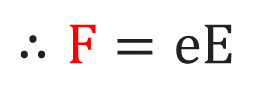 ∴ F = eE